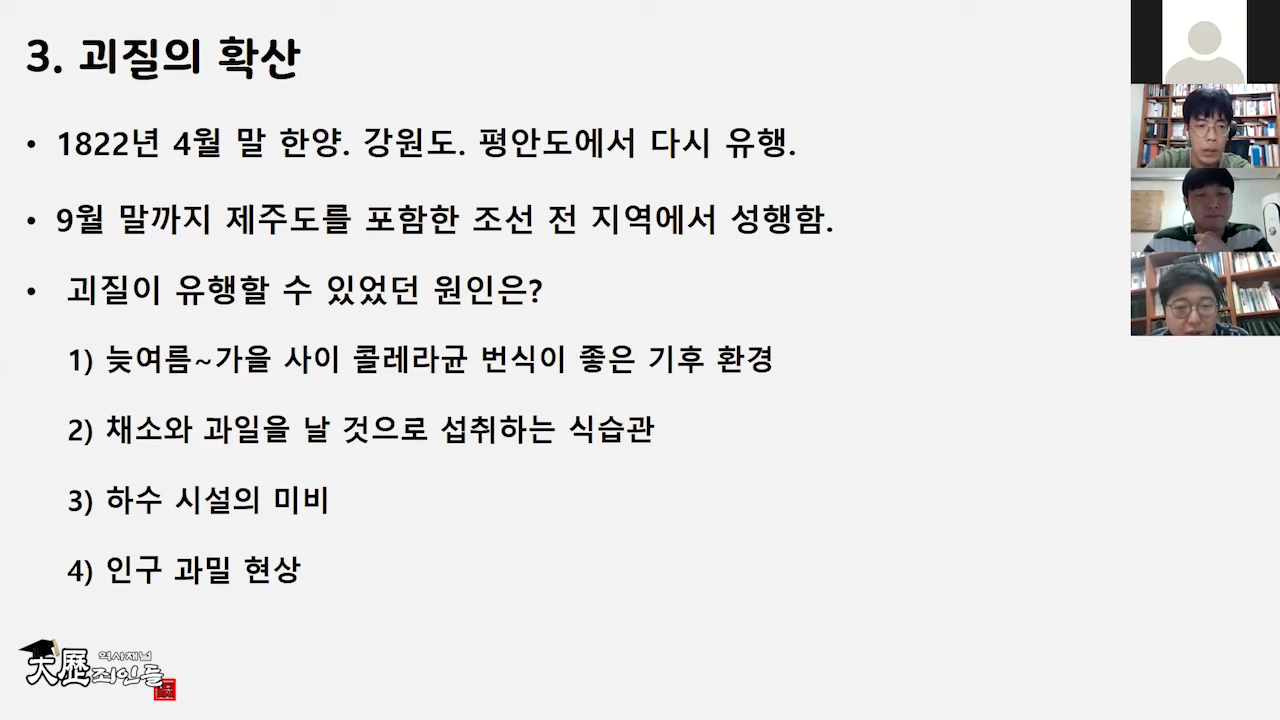 3. 괴질의 확산
• 1822년 4월 말 한양. 강원도. 평안도에서 다시 유행.
• 9월 말까지 제주도를 포함한 조선 전 지역에서 성행함.
• 괴질이 유행할 수 있었던 원인은?
1) 늦여름~가을 사이 콜레라균 번식이 좋은 기후 환경
2) 채소와 과일을 날 것으로 섭취하는 식습관
3) 하수 시설의 미비
4) 인구 과밀 현상
역사채널
大歷죄인들